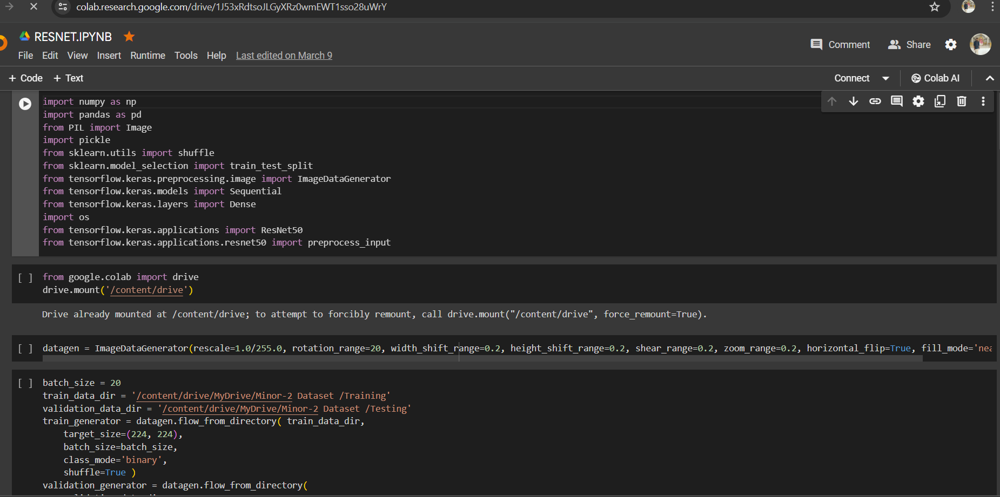 colab.research.google.com/drive/1J53xRdtsoJLGyXRz0wmEWT1sso28uWrY
RESNET.IPYNB
Comment
Share
File Edit View Insert Runtime Tools Help Last edited on March 9
+ Code + Text
Connect
Colab AI
import numpy as np
import pandas as pd
from PIL import Image
import pickle
from sklearn.utils import shuffle
from sklearn.model_selection import train_test_split
from tensorflow.keras.preprocessing.image import ImageDataGenerator
from tensorflow.keras.models import Sequential
from tensorflow.keras.layers import Dense
import os
from tensorflow.keras.applications import ResNet50
from tensorflow.keras.applications.resnet50 import preprocess_input
[ ] from google.colab import drive
drive.mount('/content/drive')
Drive already mounted at /content/drive; to attempt to forcibly remount, call drive.mount("/content/drive", force_remount=True).
[ ] datagen = ImageDataGenerator(rescale=1.0/255.0, rotation_range=20, width_shift_range=0.2, height_shift_range=0.2, shear_range=0.2, zoom_range=0.2, horizontal_flip=True, fill_mode='nea
[ ] batch_size = 20
train_data_dir = '/content/drive/MyDrive/Minor-2 Dataset /Training'
validation_data_dir = '/content/drive/MyDrive/Minor-2 Dataset /Testing'
train_generator = datagen.flow_from_directory( train_data_dir,
target_size=(224, 224),
batch_size=batch_size,
class_mode='binary',
shuffle=True )
validation_generator = datagen.flow_from_directory(